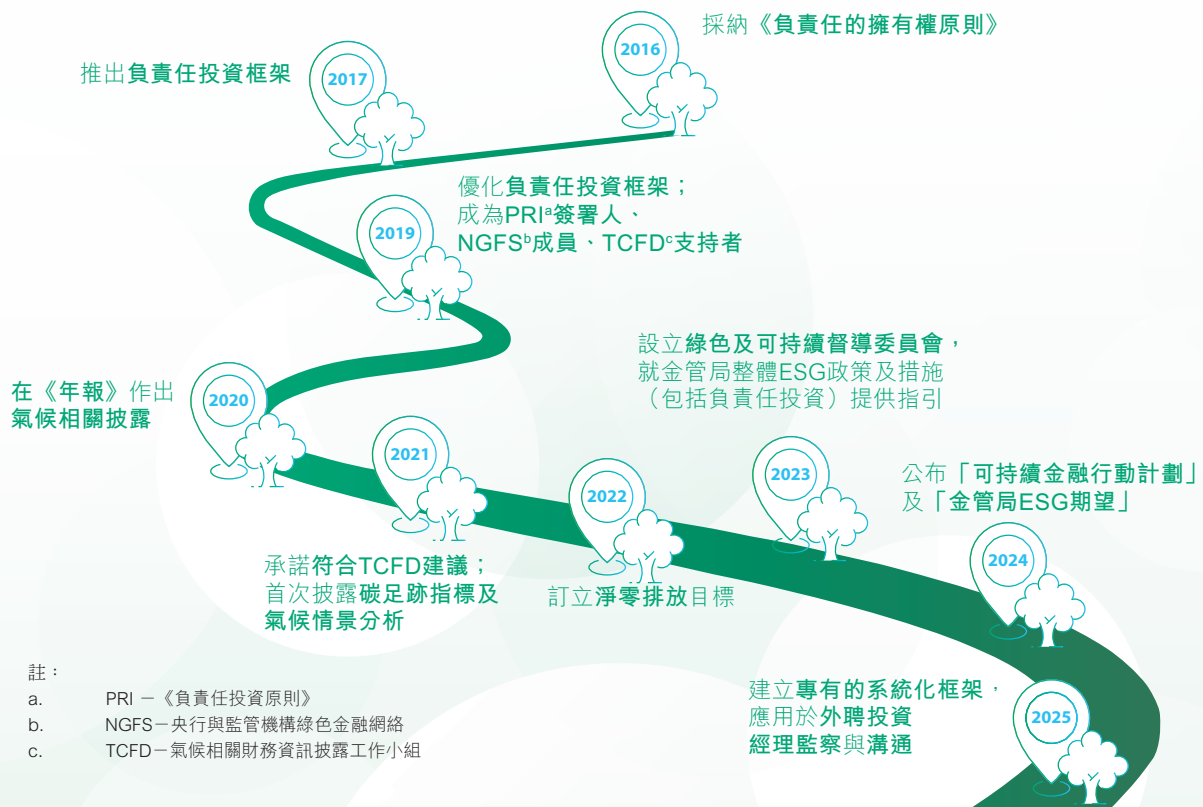 2016
採納《負責任的擁有權原則》
2017
推出負責任投資框架
2019
優化負責任投資框架；
成為PRIᵃ簽署人、
NGFSᵇ成員、TCFDᶜ支持者
2020
在《年報》作出
氣候相關披露
2021
承諾符合TCFD建議；
首次披露碳足跡指標及
氣候情景分析
2022
訂立淨零排放目標
2023
設立綠色及可持續督導委員會，
就金管局整體ESG政策及措施
（包括負責任投資）提供指引
2024
公布「可持續金融行動計劃」
及「金管局ESG期望」
2025
建立專有的系統化框架，
應用於外聘投資
經理監察與溝通
註：
a. PRI －《負責任投資原則》
b. NGFS－央行與監管機構綠色金融網絡
c. TCFD－氣候相關財務資訊披露工作小組